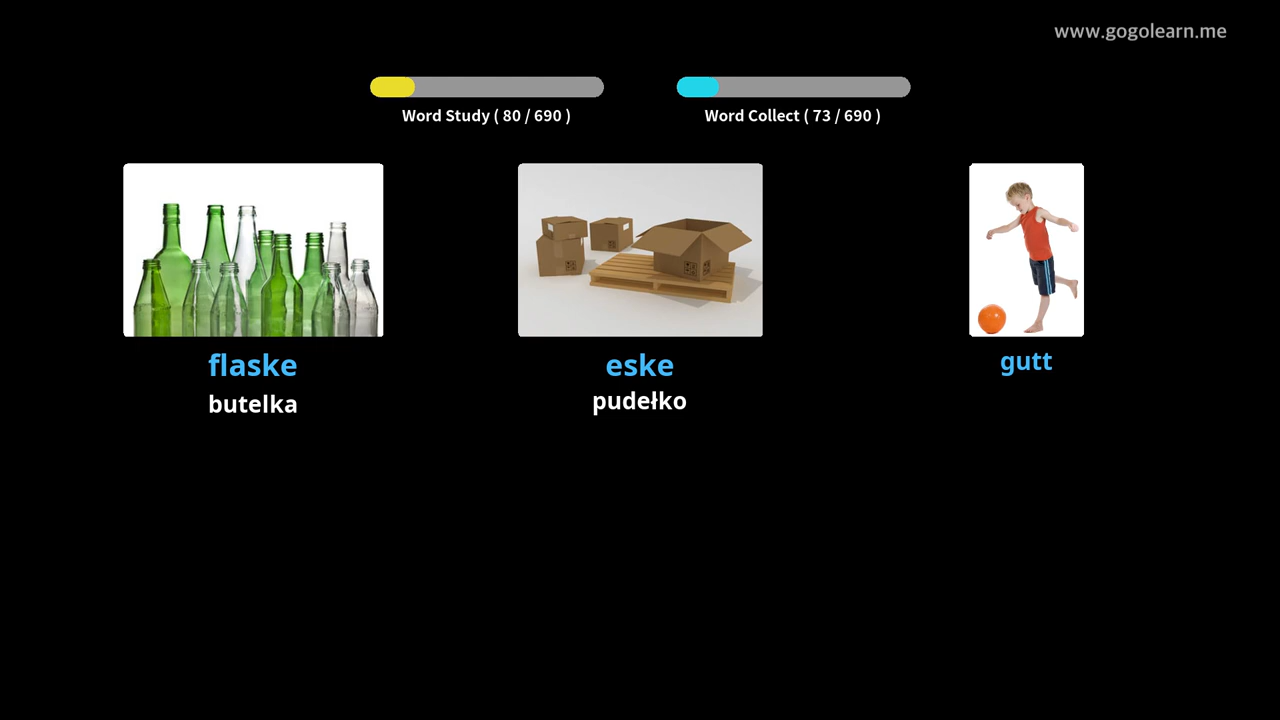 www.gogolearn.me
Word Study ( 80 / 690 )
Word Collect ( 73 / 690 )
flaske
butelka
eske
pudełko
gutt